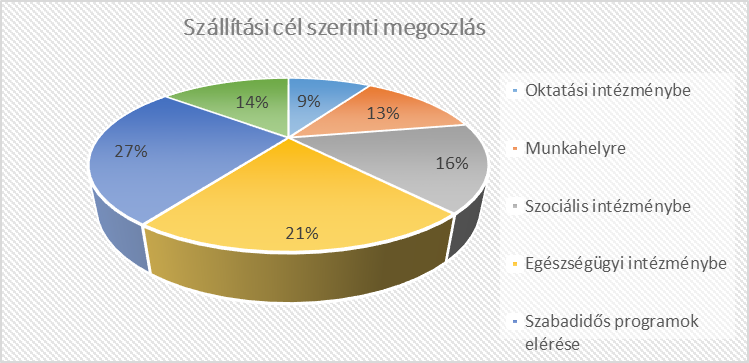 Szállítási cél szerinti megoszlás
9%
13%
16%
21%
27%
14%
Oktatási intézménybe
Munkahelyre
Szociális intézménybe
Egészségügyi intézménybe
Szabadidős programok
elérése